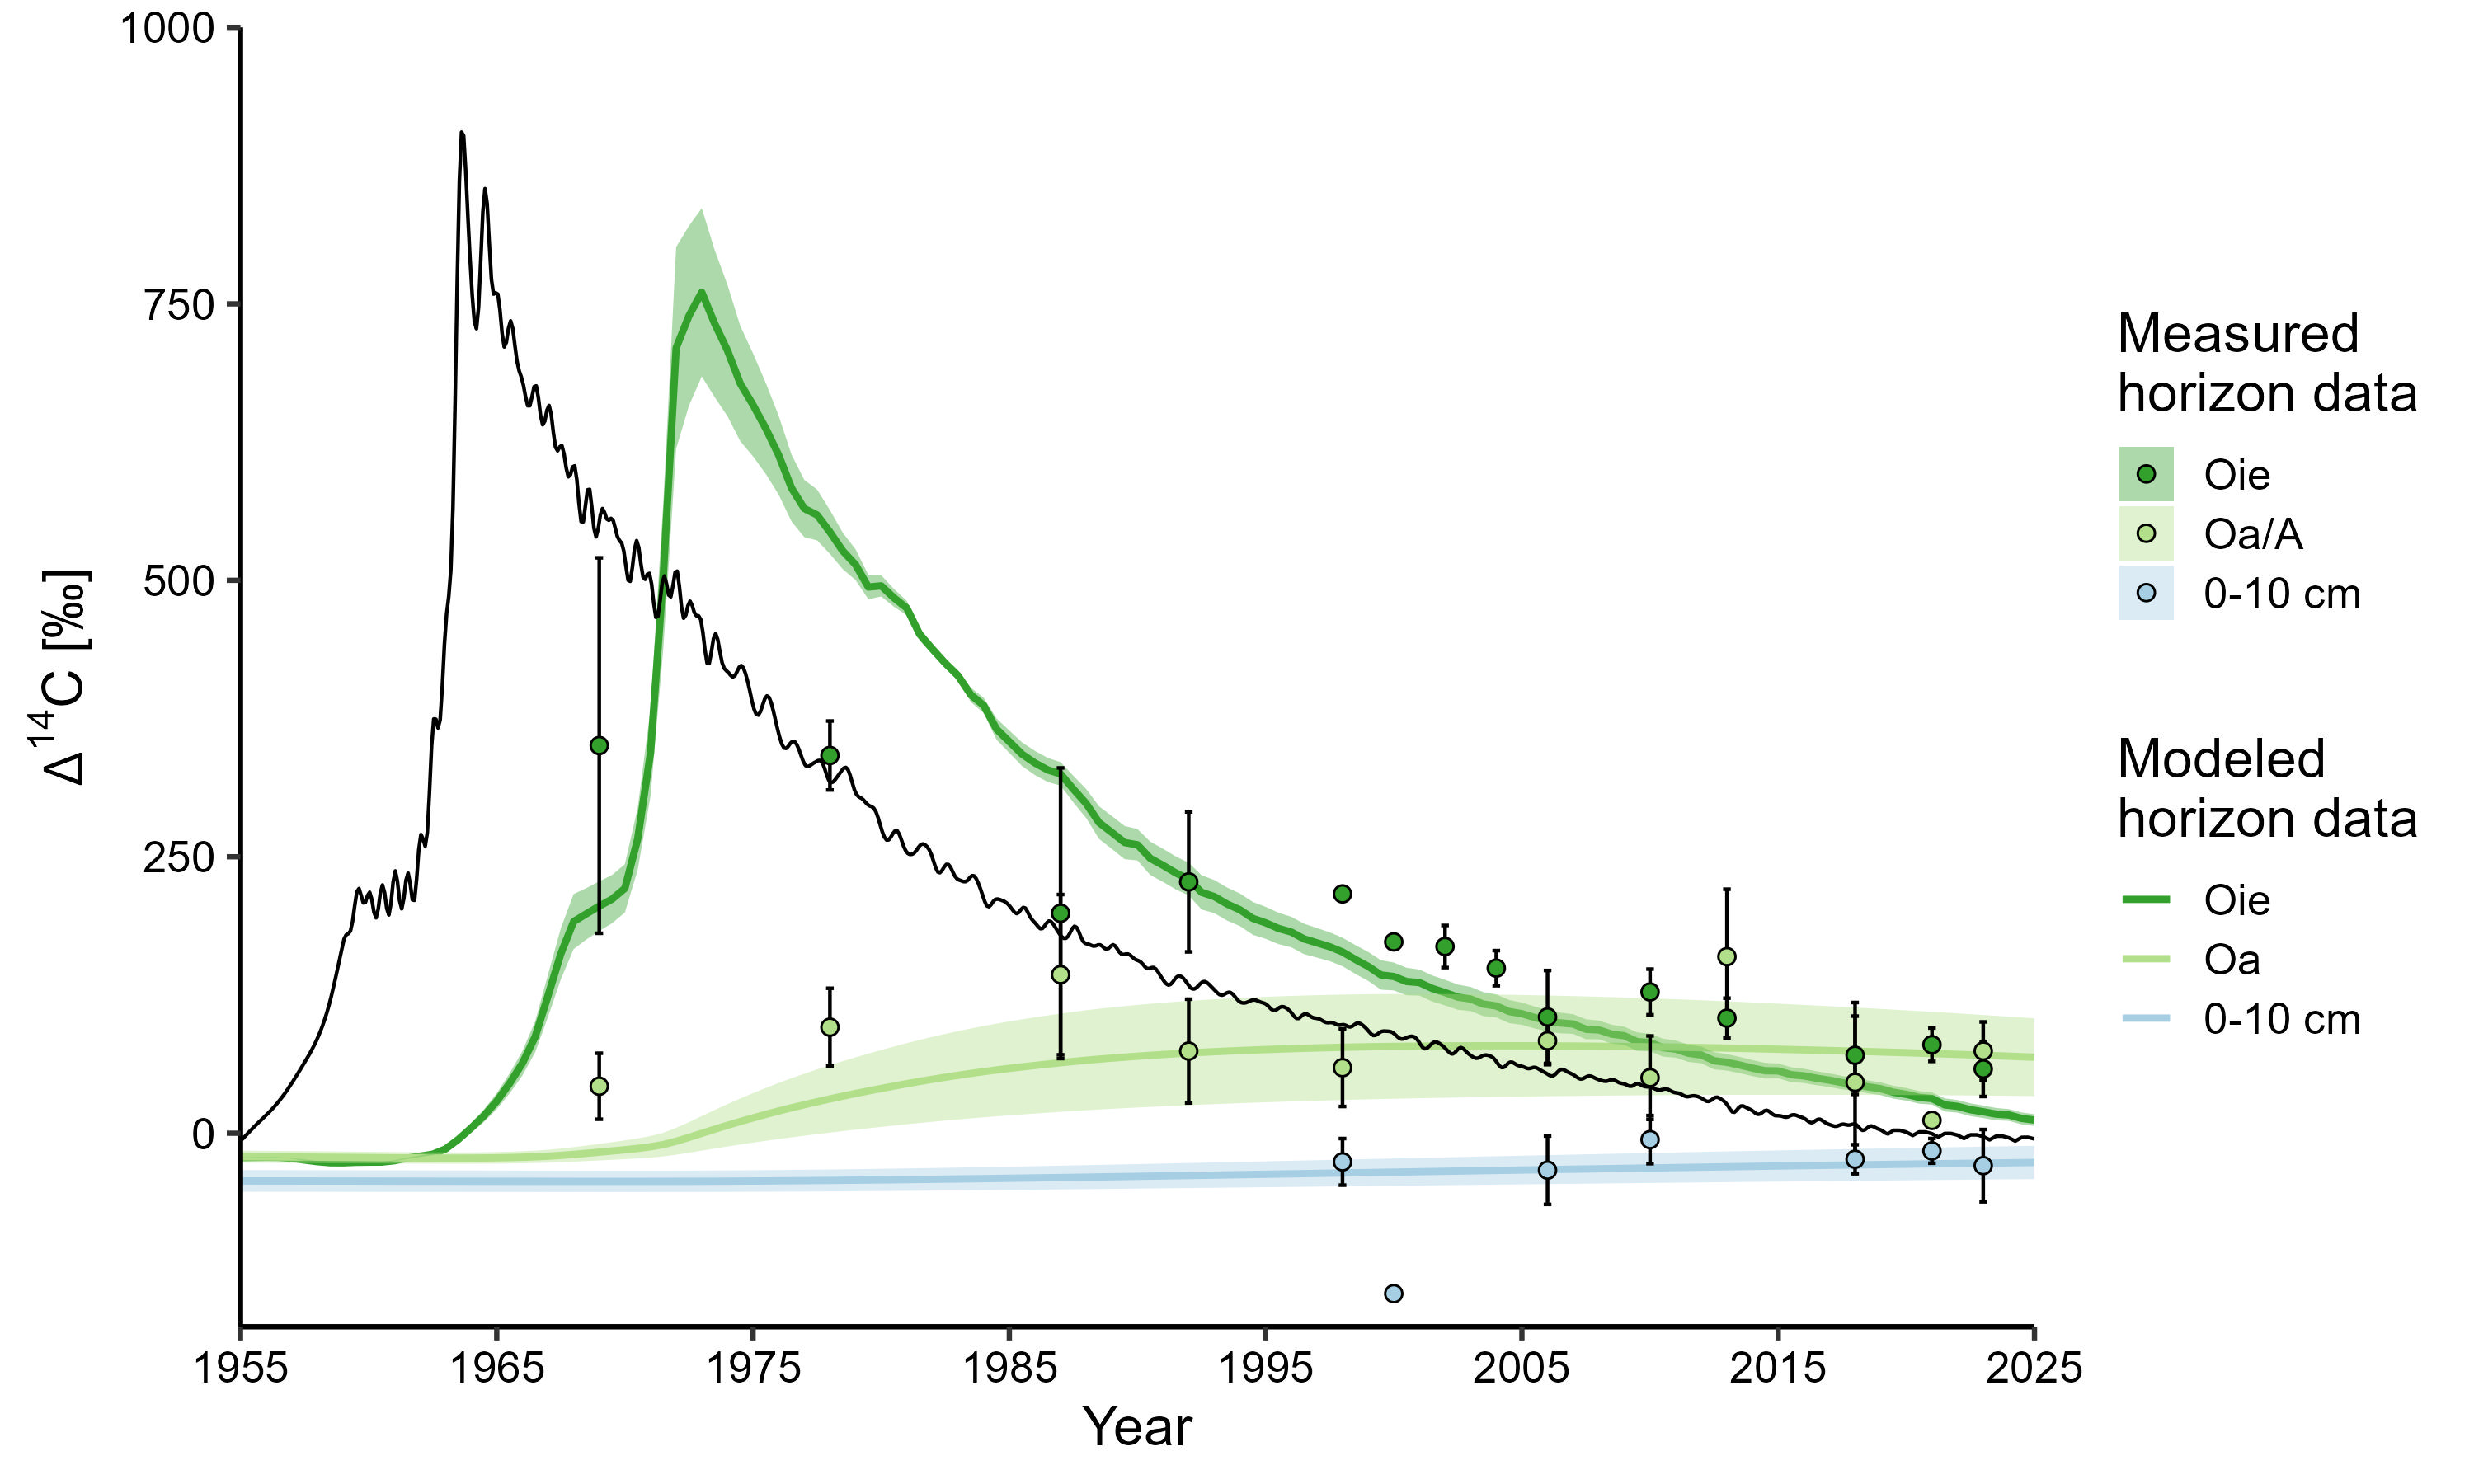 1000
750
500
250
0
Δ ¹⁴C [‰]
1955 1965 1975 1985 1995 2005 2015 2025
Year
Measured
horizon data
Oie
Oa/A
0-10 cm
Modeled
horizon data
Oie
Oa
0-10 cm